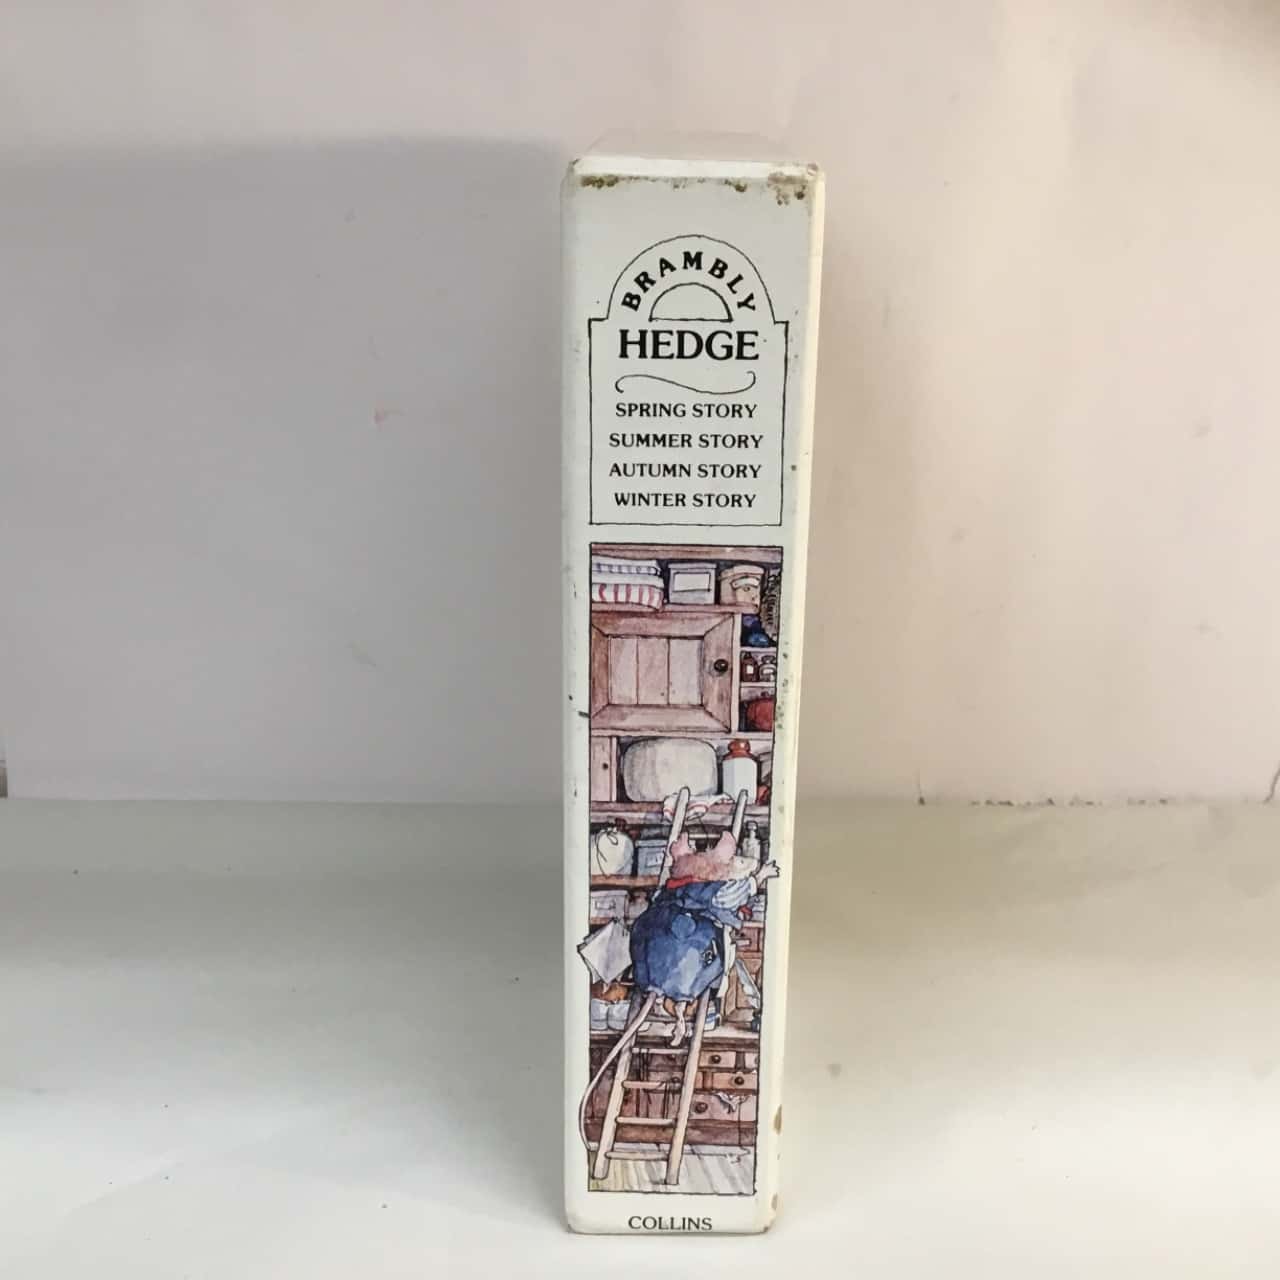 BRAMBLY
HEDGE
SPRING STORY
SUMMER STORY
AUTUMN STORY
WINTER STORY
COLLINS